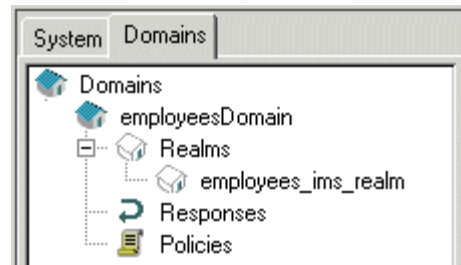 System Domains
Domains
employeesDomain
Realms
employees_ims_realm
Responses
Policies